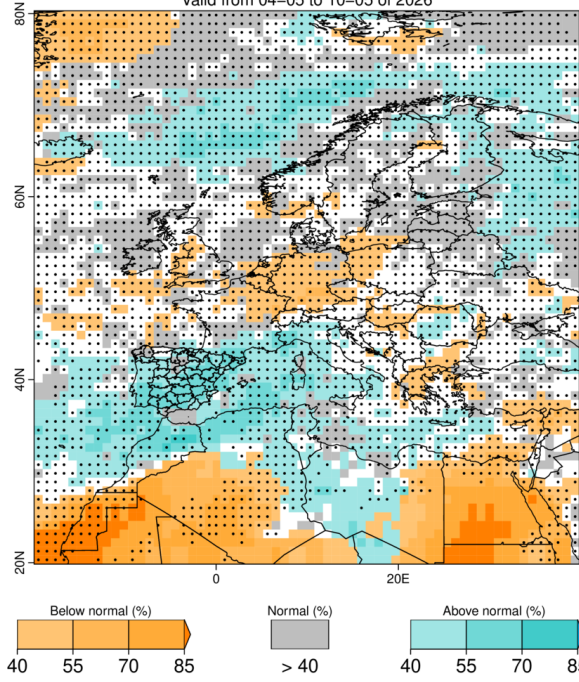 Valid from 04−05 to 10−05 of 2026
80N
60N
40N
20N
0
20E
Below normal (%)
Normal (%)
Above normal (%)
40
55
70
85
> 40
40
55
70